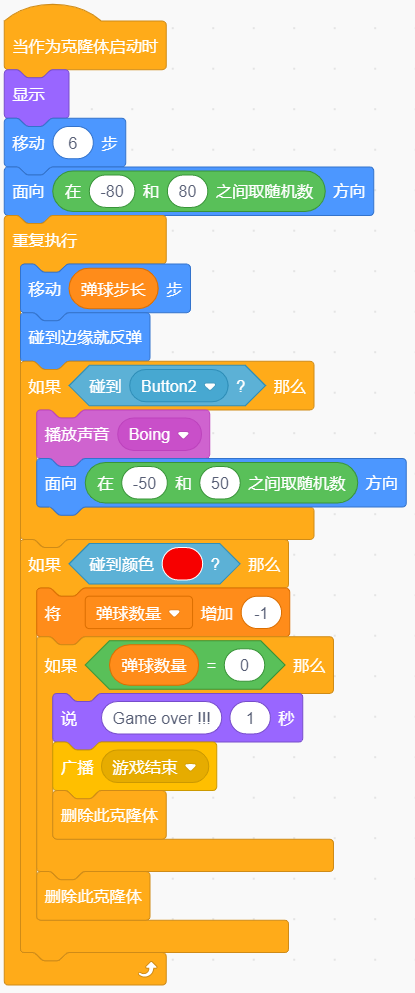 当作为克隆体启动时
显示
移动 6 步
面向 在 -80 和 80 之间取随机数 方向
重复执行
移动 弹球步长 步
碰到边缘就反弹
如果 碰到 Button2 ? 那么
播放声音 Boing
面向 在 -50 和 50 之间取随机数 方向
如果 碰到颜色 ? 那么
将 弹球数量 增加 -1
如果 弹球数量 = 0 那么
说 Game over !!! 1 秒
广播 游戏结束
删除此克隆体
删除此克隆体